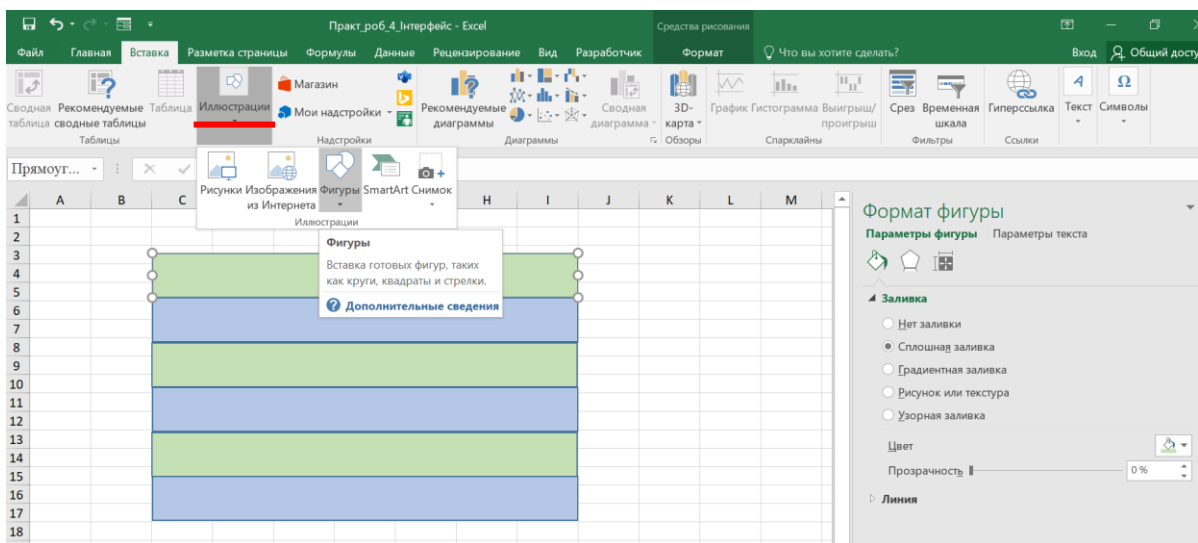 Практ_роб_4_Інтерфейс - Excel
Средства рисования
Файл Главная Вставка Разметка страницы Формулы Данные Рецензирование Вид Разработчик Формат Что вы хотите сделать? Вход Общий досту
Сводная таблица
Рекомендуемые сводные таблицы
Таблица
Таблицы
Иллюстрации
Магазин
Мои надстройки
Надстройки
Рекомендуемые диаграммы
Сводная диаграмма
Диаграммы
3D-карта
Обзоры
График
Гистограмма
Выигрыш/проигрыш
Спарклайны
Срез
Временная шкала
Фильтры
Гиперссылка
Ссылки
Текст
Символы
Прямоуг...
Рисунки
Изображения из Интернета
Фигуры
SmartArt
Снимок
Иллюстрации
Фигуры
Вставка готовых фигур, таких
как круги, квадраты и стрелки.
Дополнительные сведения
A B C H I J K L M
1
2
3
4
5
6
7
8
9
10
11
12
13
14
15
16
17
18
Формат фигуры
Параметры фигуры Параметры текста
Заливка
Нет заливки
Сплошная заливка
Градиентная заливка
Рисунок или текстура
Узорная заливка
Цвет
Прозрачность 0 %
Линия